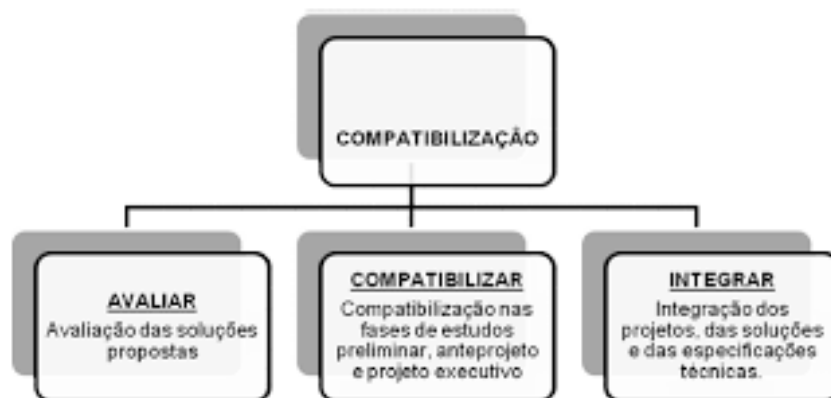 COMPATIBILIZAÇÃO
AVALIAR
Avaliação das soluções
propostas
COMPATIBILIZAR
Compatibilização nas
fases de estudos
preliminar, anteprojeto
e projeto executivo
INTEGRAR
Integração dos
projetos, das soluções
e das especificações
técnicas.